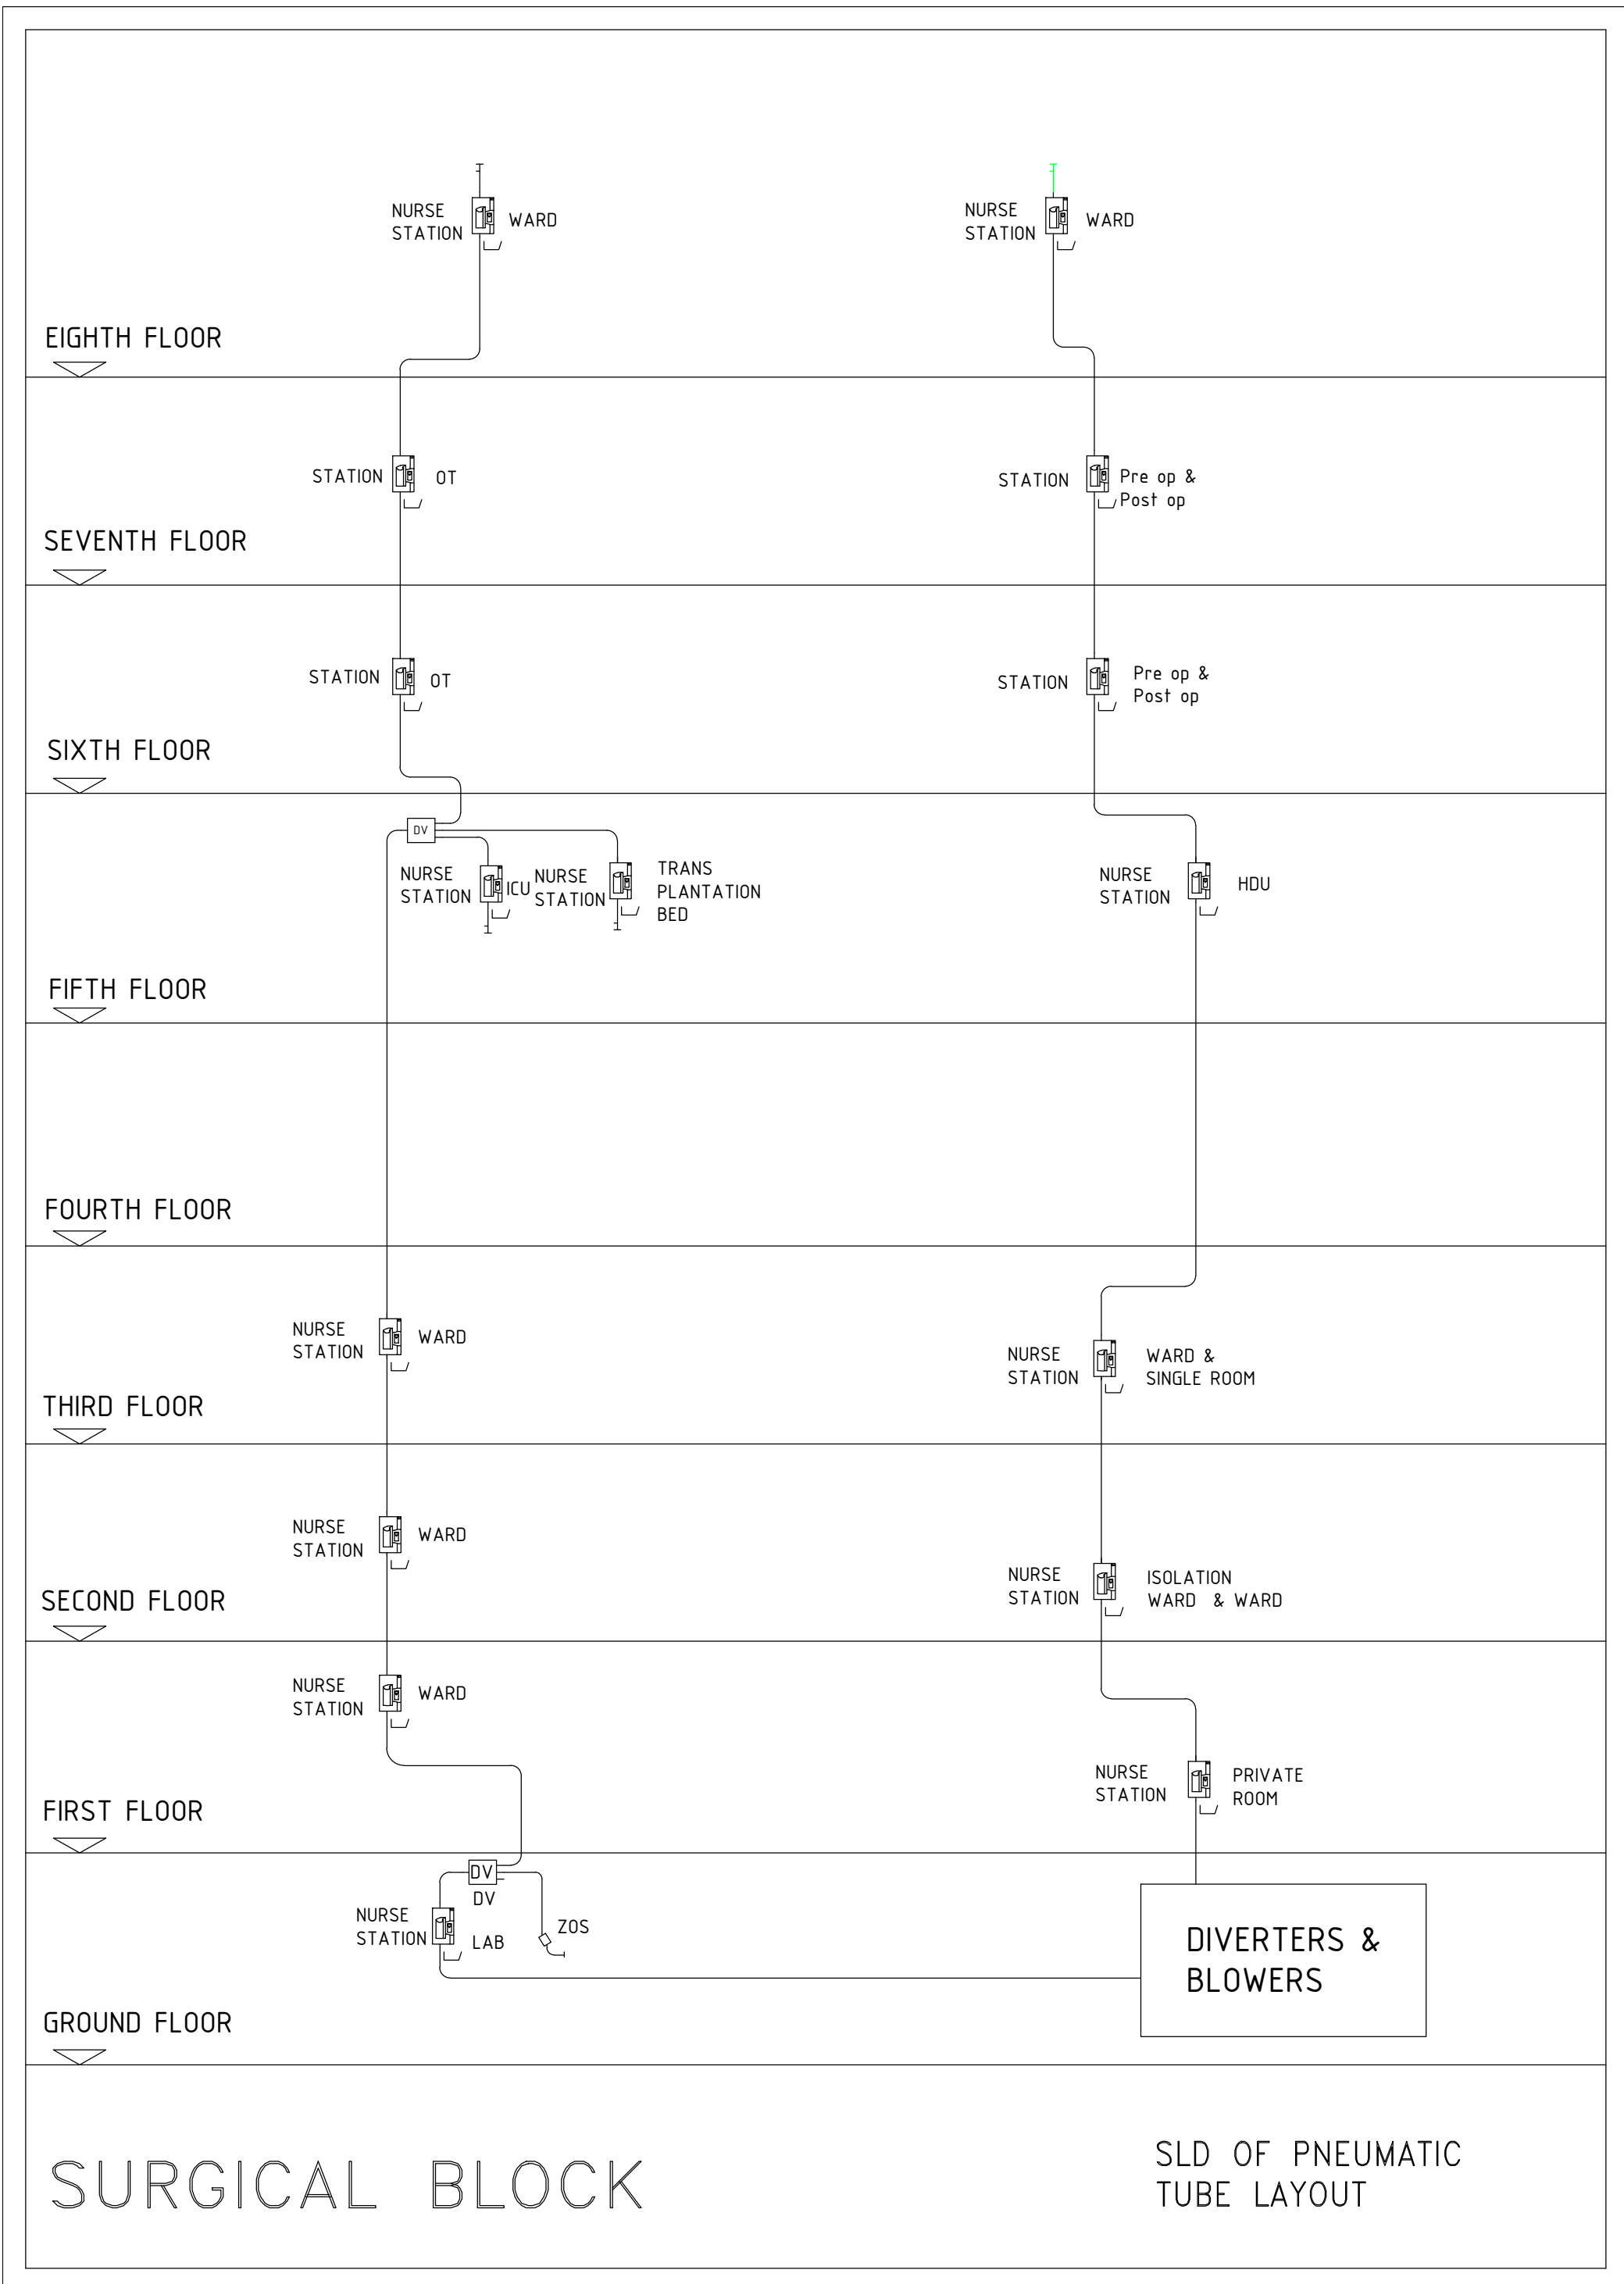 NURSE
STATION
WARD
NURSE
STATION
WARD
EIGHTH FLOOR
STATION
OT
STATION
Pre op &
Post op
SEVENTH FLOOR
STATION
OT
STATION
Pre op &
Post op
SIXTH FLOOR
DV
NURSE
STATION
ICU
NURSE
STATION
TRANS
PLANTATION
BED
NURSE
STATION
HDU
FIFTH FLOOR
FOURTH FLOOR
NURSE
STATION
WARD
NURSE
STATION
WARD &
SINGLE ROOM
THIRD FLOOR
NURSE
STATION
WARD
NURSE
STATION
ISOLATION
WARD & WARD
SECOND FLOOR
NURSE
STATION
WARD
NURSE
STATION
PRIVATE
ROOM
FIRST FLOOR
DV
DV
NURSE
STATION
LAB
ZOS
DIVERTERS &
BLOWERS
GROUND FLOOR
SURGICAL BLOCK
SLD OF PNEUMATIC
TUBE LAYOUT